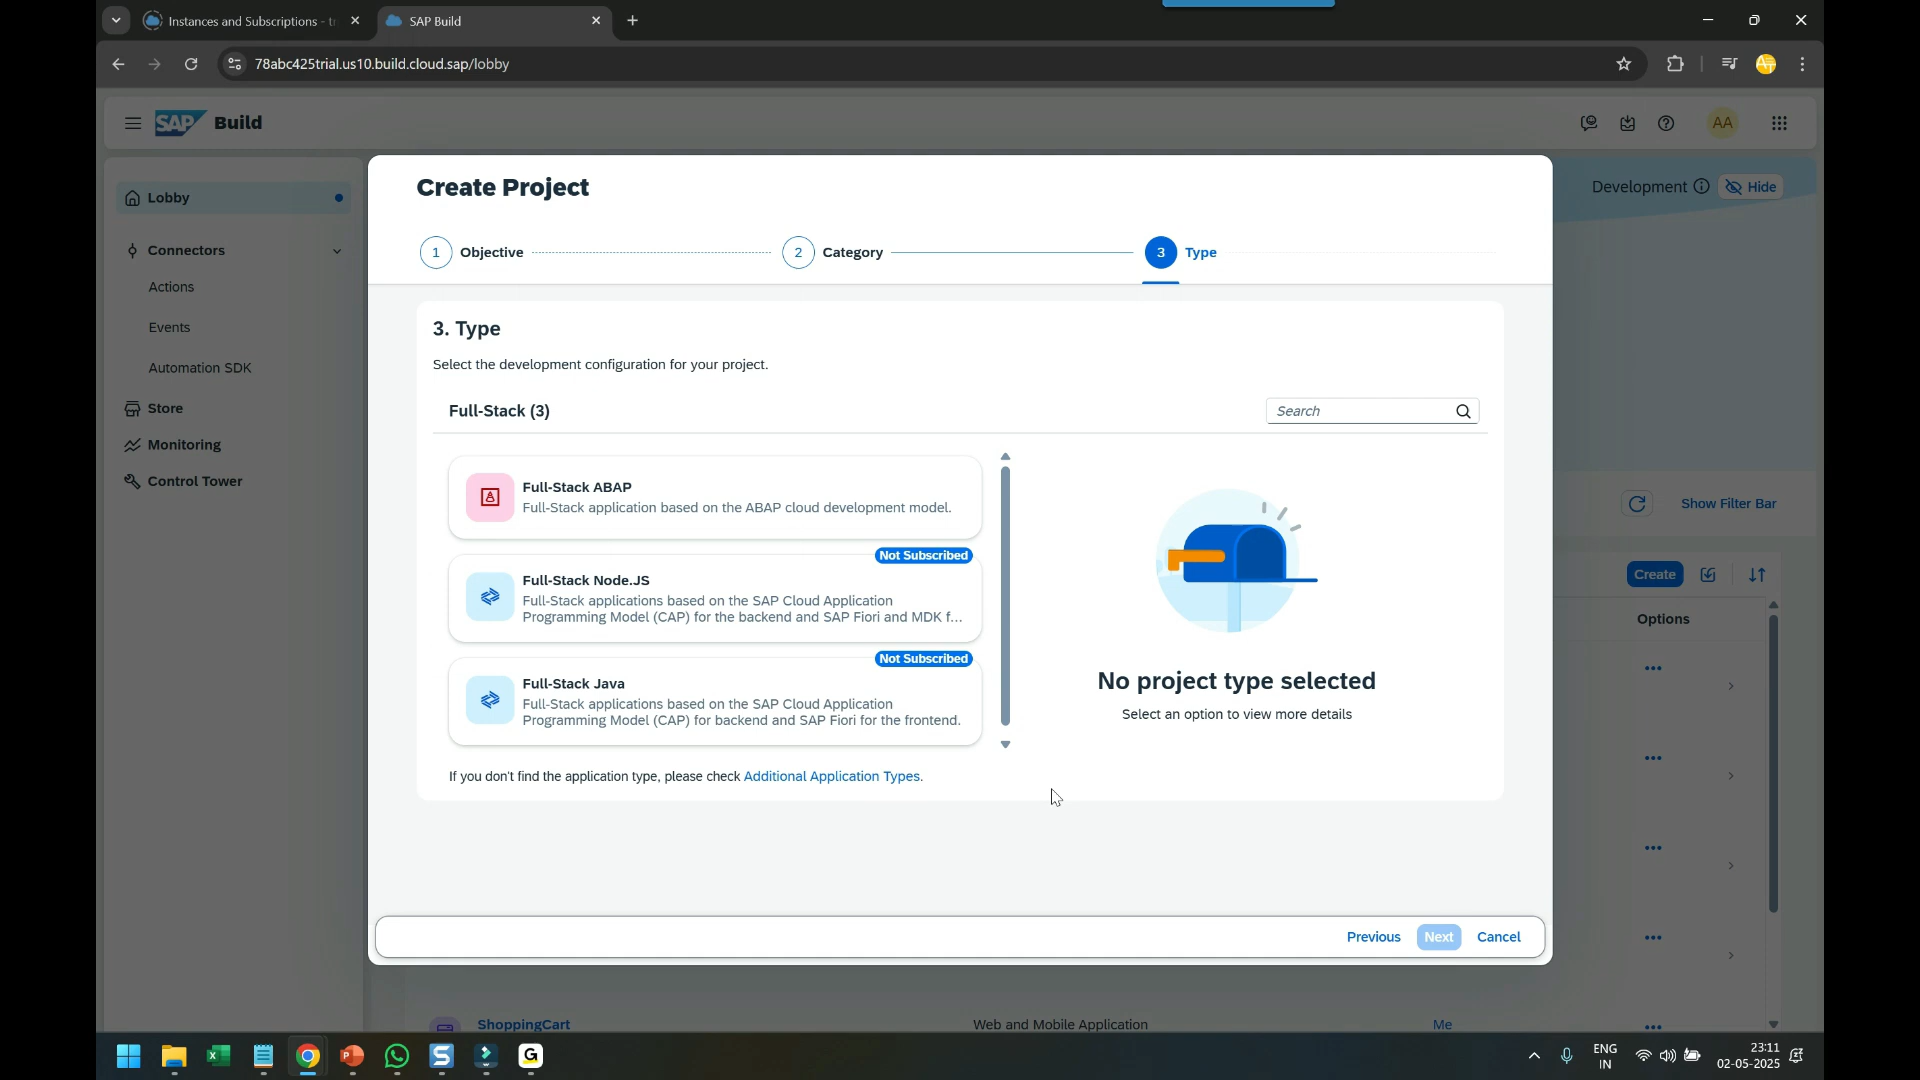 Instances and Subscriptions - tr
SAP Build
78abc425trial.us10.build.cloud.sap/lobby
SAP Build
AA
Lobby
Connectors
Actions
Events
Automation SDK
Store
Monitoring
Control Tower
Development
Hide
Show Filter Bar
Create
Options
Create Project
1 Objective
2 Category
3 Type
3. Type
Select the development configuration for your project.
Full-Stack (3)
Search
Full-Stack ABAP
Full-Stack application based on the ABAP cloud development model.
Not Subscribed
Full-Stack Node.JS
Full-Stack applications based on the SAP Cloud Application
Programming Model (CAP) for the backend and SAP Fiori and MDK f...
Not Subscribed
Full-Stack Java
Full-Stack applications based on the SAP Cloud Application
Programming Model (CAP) for backend and SAP Fiori for the frontend.
No project type selected
Select an option to view more details
If you don't find the application type, please check Additional Application Types.
Previous
Next
Cancel
ShoppingCart
Web and Mobile Application
Me
ENG
IN
23:11
02-05-2025